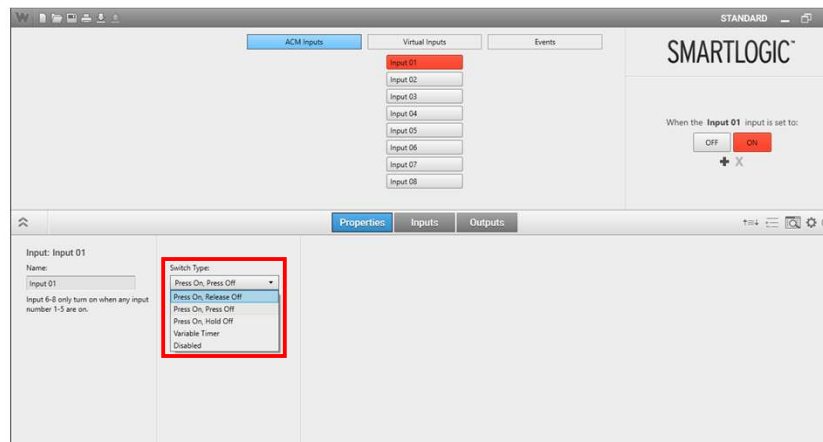 W
STANDARD
ACM Inputs
Virtual Inputs
Events
SMARTLOGIC™
Input 01
Input 02
Input 03
Input 04
Input 05
Input 06
Input 07
Input 08
When the Input 01 input is set to:
OFF
ON
Properties
Inputs
Outputs
Input: Input 01
Name:
Input 01
Input 6-8 only turn on when any input
number 1-5 are on.
Switch Type:
Press On, Press Off
Press On, Release Off
Press On, Press Off
Press On, Hold Off
Variable Timer
Disabled